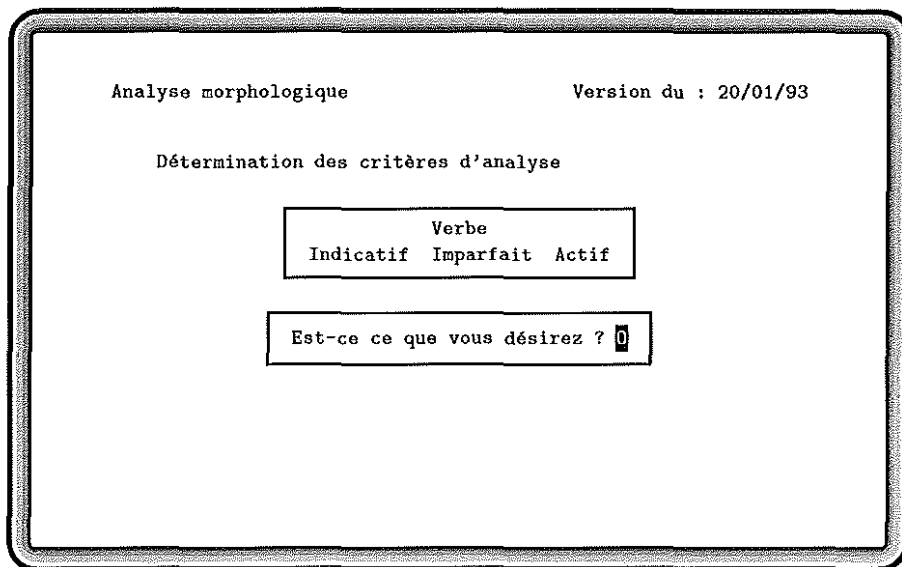 Analyse morphologique Version du : 20/01/93
Détermination des critères d'analyse
Verbe
Indicatif Imparfait Actif
Est-ce ce que vous désirez ? O